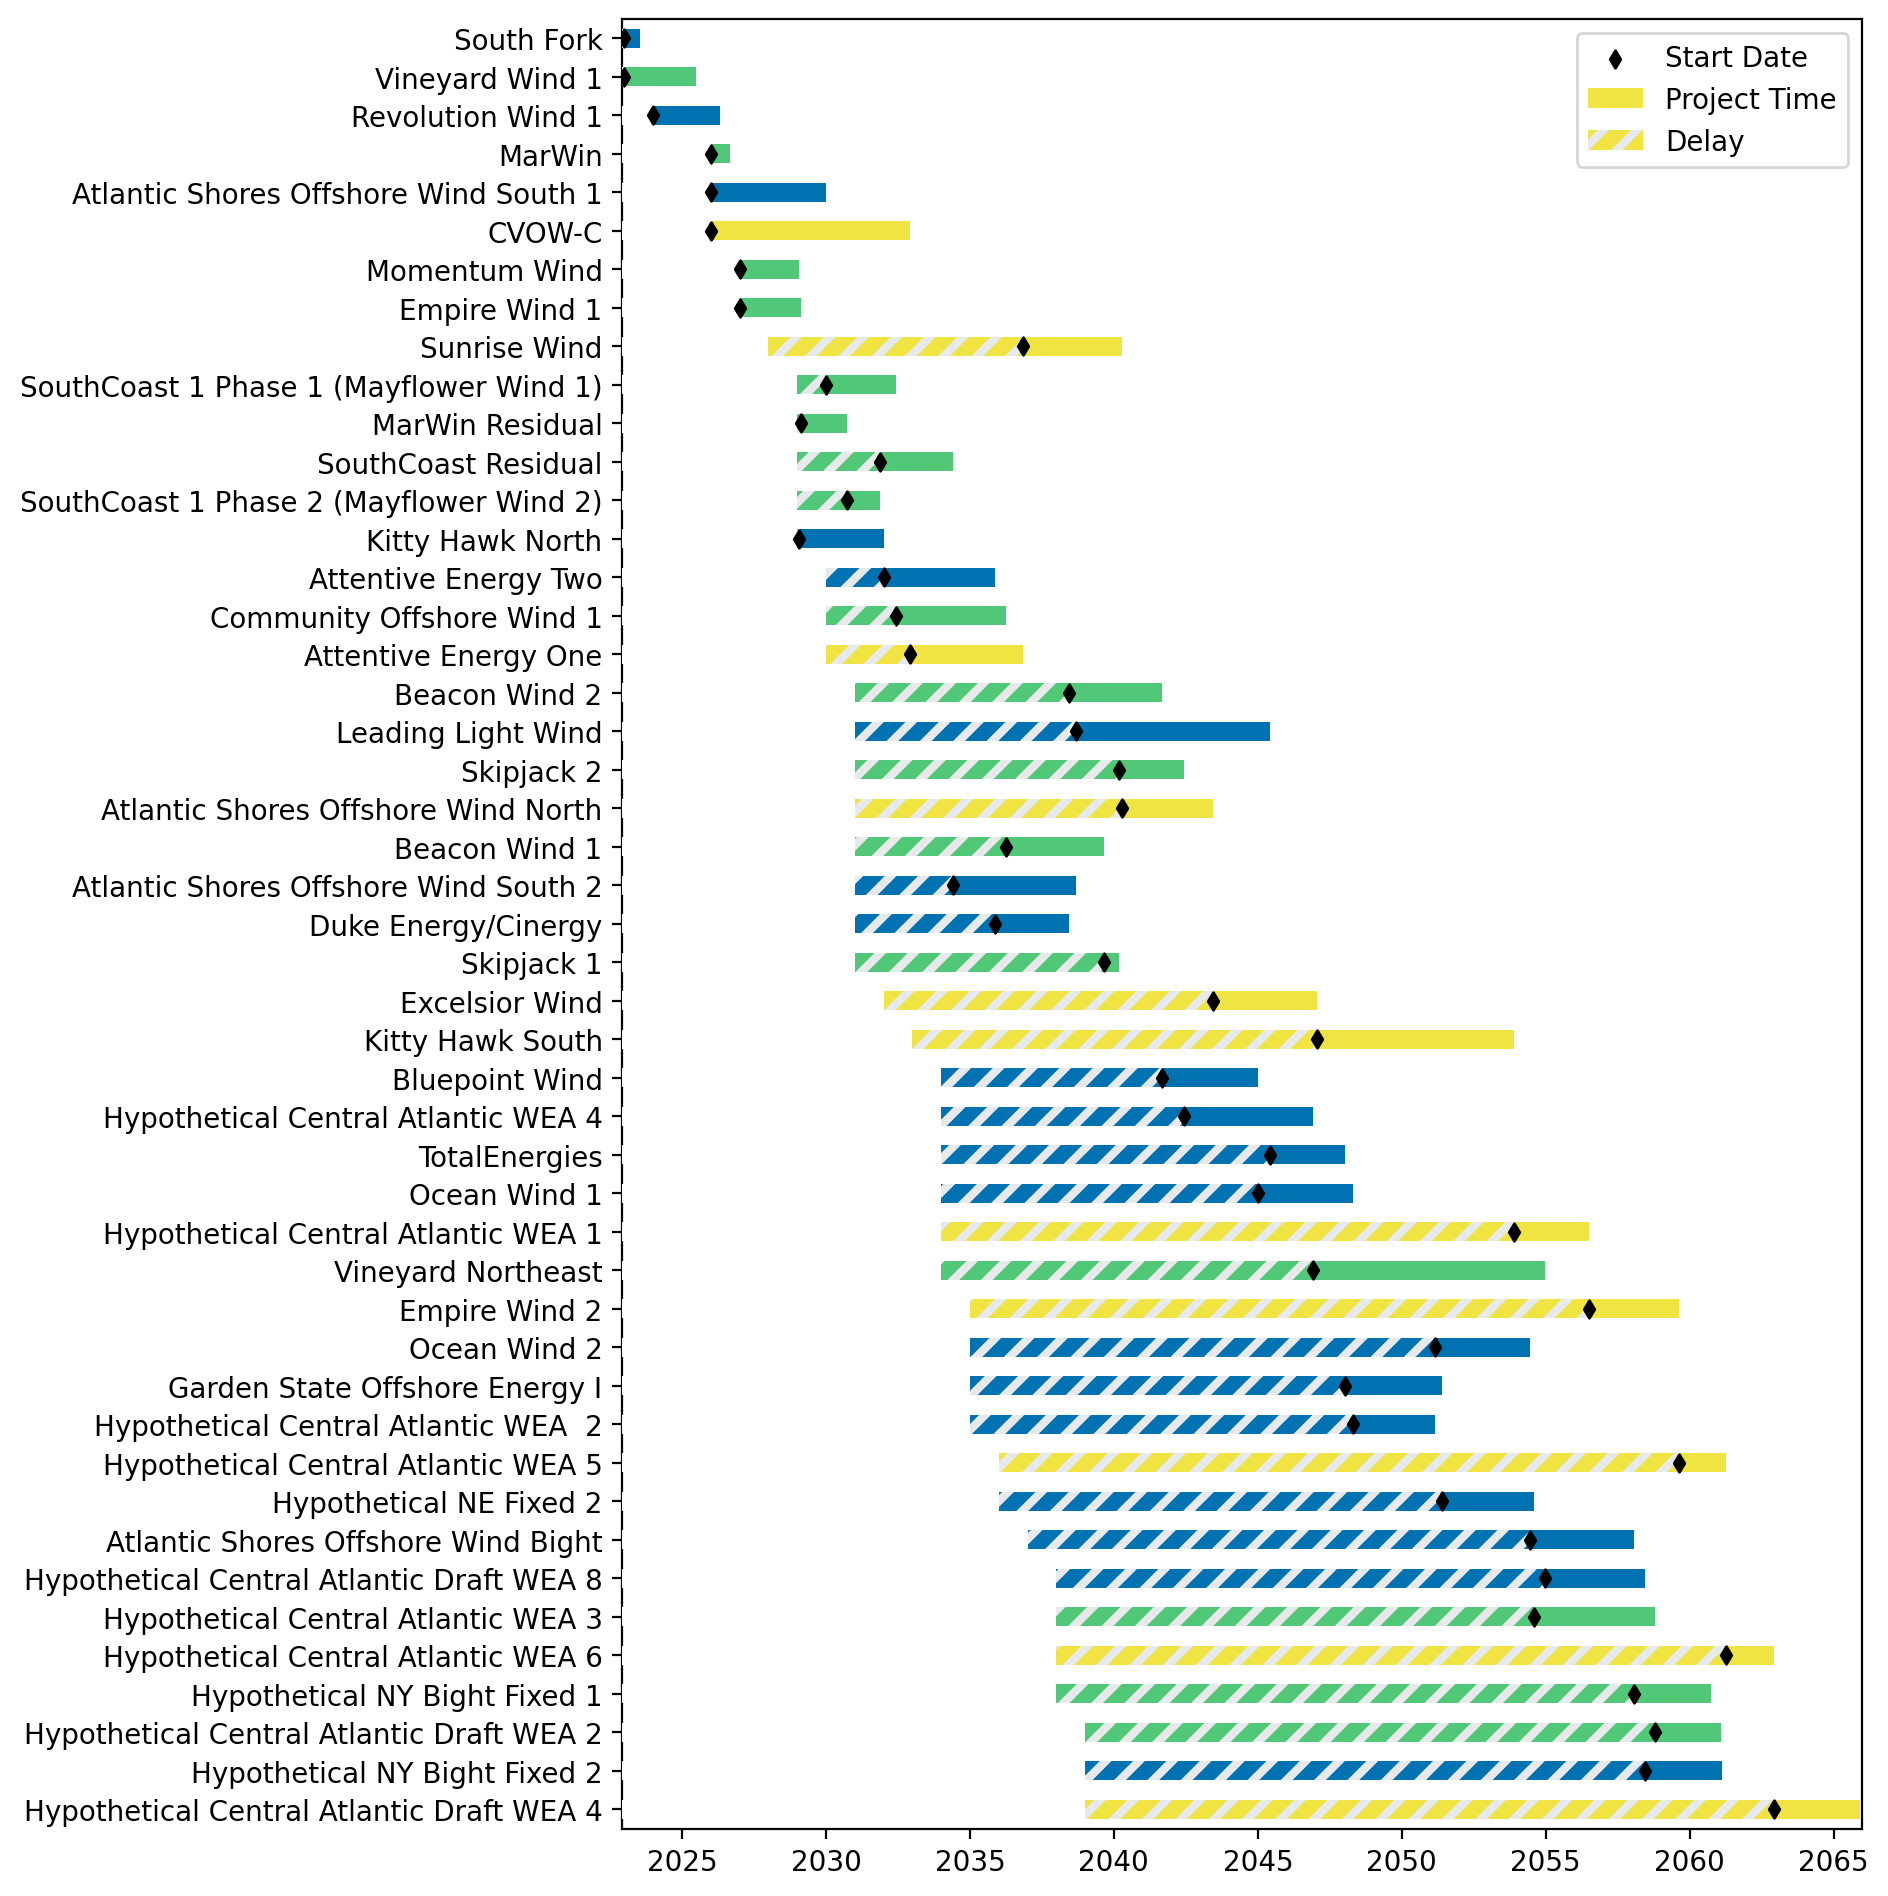 South Fork
Vineyard Wind 1
Revolution Wind 1
MarWin
Atlantic Shores Offshore Wind South 1
CVOW-C
Momentum Wind
Empire Wind 1
Sunrise Wind
SouthCoast 1 Phase 1 (Mayflower Wind 1)
MarWin Residual
SouthCoast Residual
SouthCoast 1 Phase 2 (Mayflower Wind 2)
Kitty Hawk North
Attentive Energy Two
Community Offshore Wind 1
Attentive Energy One
Beacon Wind 2
Leading Light Wind
Skipjack 2
Atlantic Shores Offshore Wind North
Beacon Wind 1
Atlantic Shores Offshore Wind South 2
Duke Energy/Cinergy
Skipjack 1
Excelsior Wind
Kitty Hawk South
Bluepoint Wind
Hypothetical Central Atlantic WEA 4
TotalEnergies
Ocean Wind 1
Hypothetical Central Atlantic WEA 1
Vineyard Northeast
Empire Wind 2
Ocean Wind 2
Garden State Offshore Energy I
Hypothetical Central Atlantic WEA  2
Hypothetical Central Atlantic WEA 5
Hypothetical NE Fixed 2
Atlantic Shores Offshore Wind Bight
Hypothetical Central Atlantic Draft WEA 8
Hypothetical Central Atlantic WEA 3
Hypothetical Central Atlantic WEA 6
Hypothetical NY Bight Fixed 1
Hypothetical Central Atlantic Draft WEA 2
Hypothetical NY Bight Fixed 2
Hypothetical Central Atlantic Draft WEA 4
Start Date
Project Time
Delay
2025 2030 2035 2040 2045 2050 2055 2060 2065